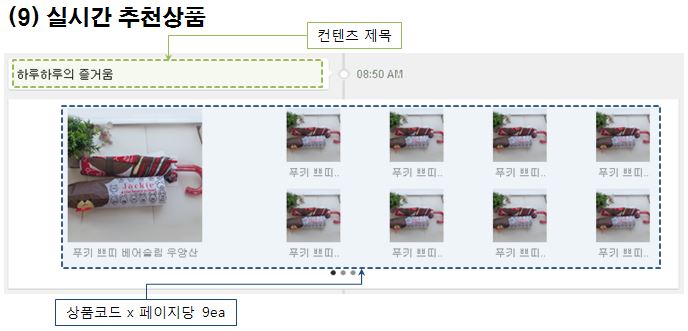 (9) 실시간 추천상품
컨텐츠 제목
하루하루의 즐거움
08:50 AM
Jackie
푸키 쁘띠..
푸키 쁘띠..
푸키 쁘띠..
푸키 쁘띠..
푸키 쁘띠 베어슬림 우양산
푸키 쁘띠..
푸키 쁘띠..
푸키 쁘띠..
푸키 쁘띠..
상품코드 x 페이지당 9ea